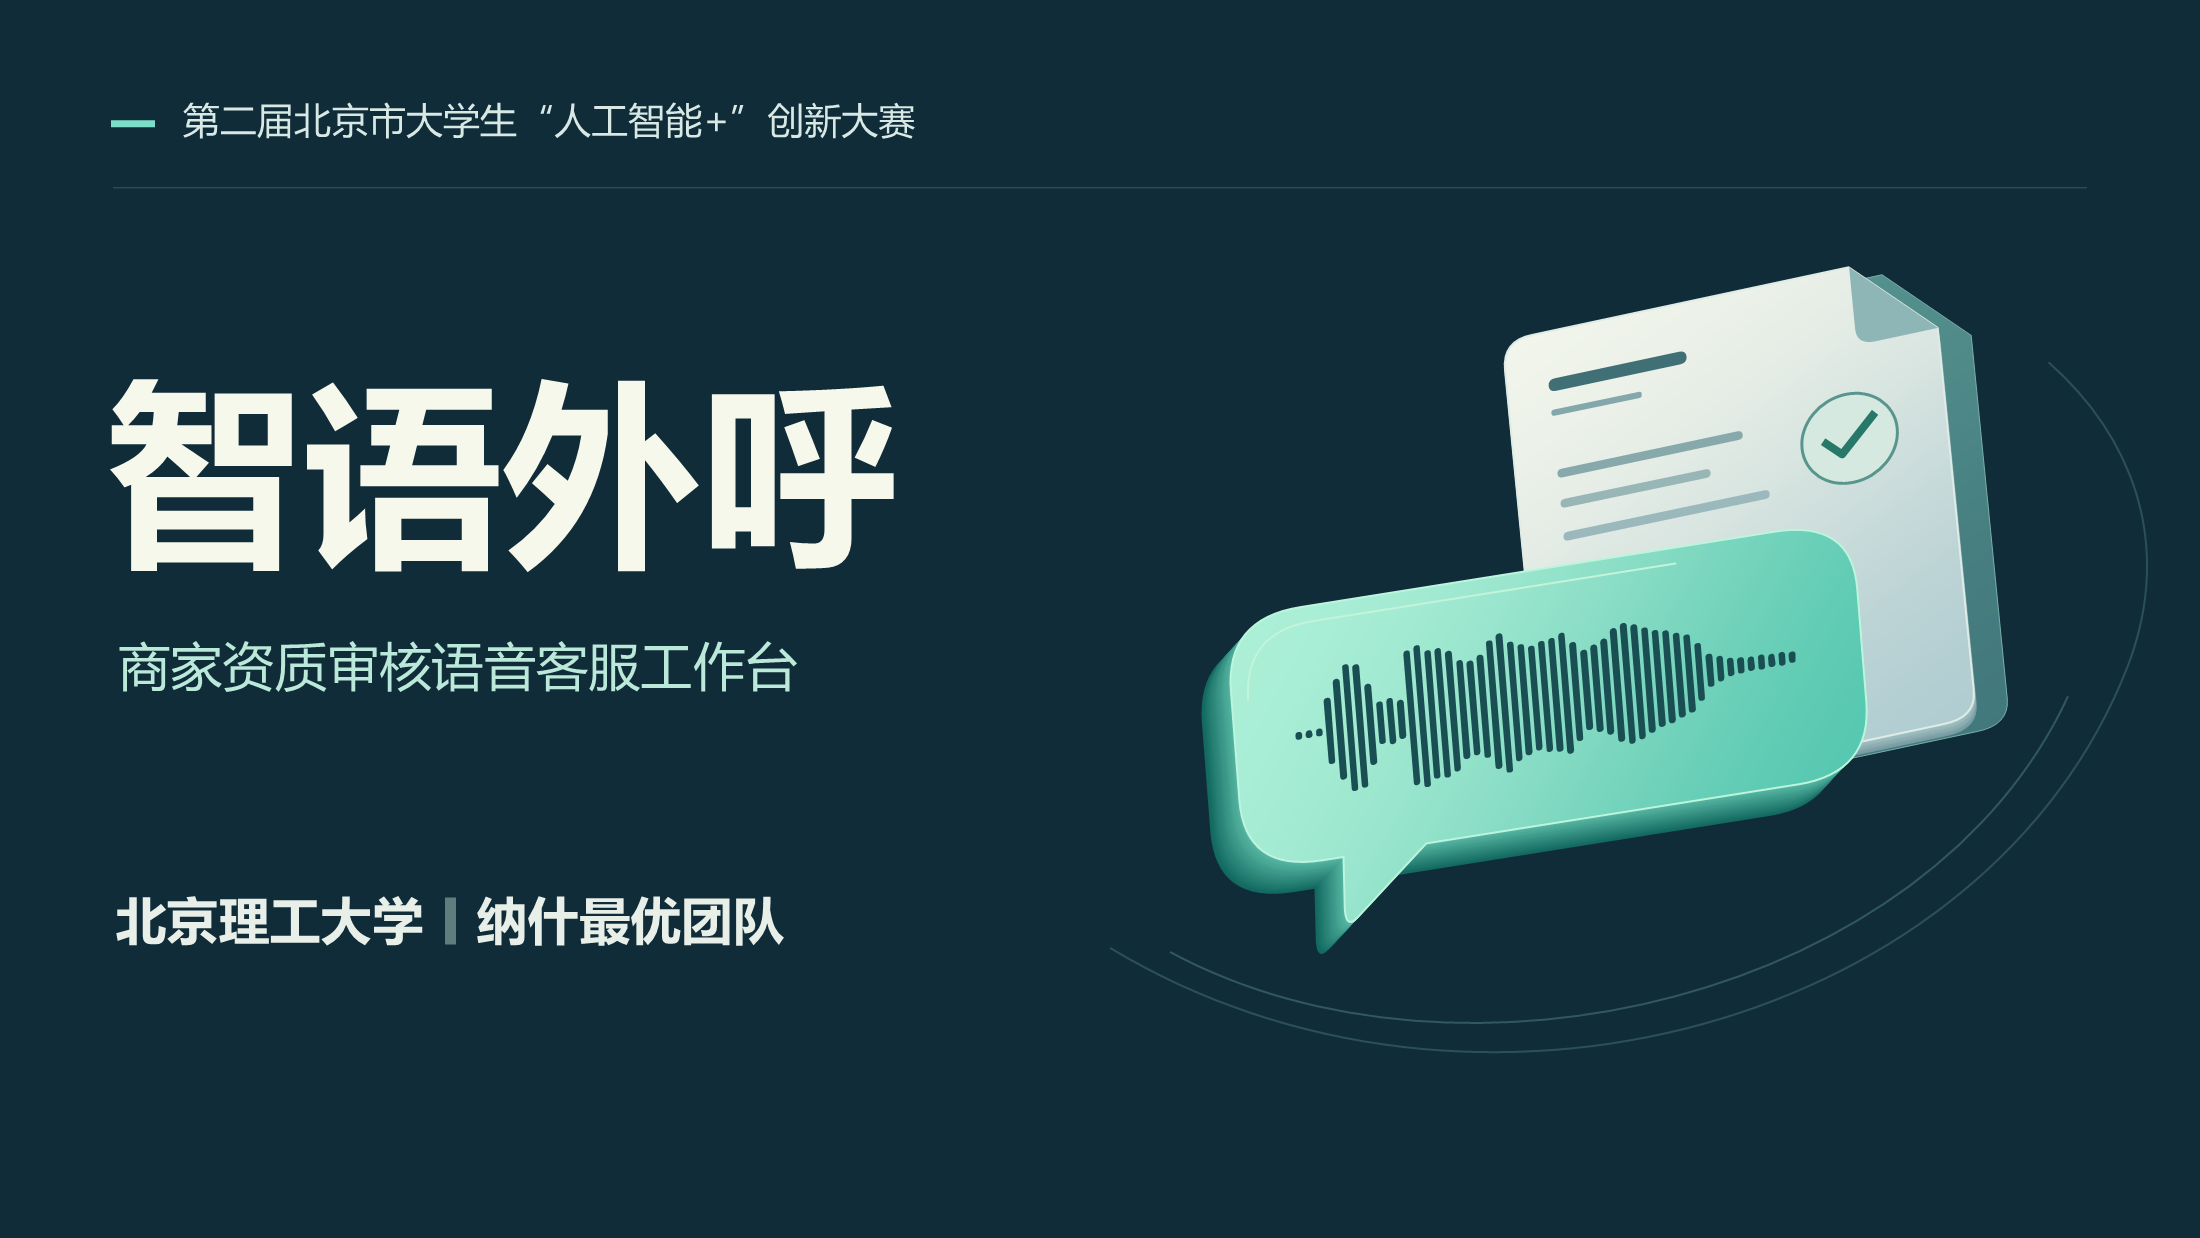 第二届北京市大学生“人工智能+”创新大赛
智语外呼
商家资质审核语音客服工作台
北京理工大学 | 纳什最优团队